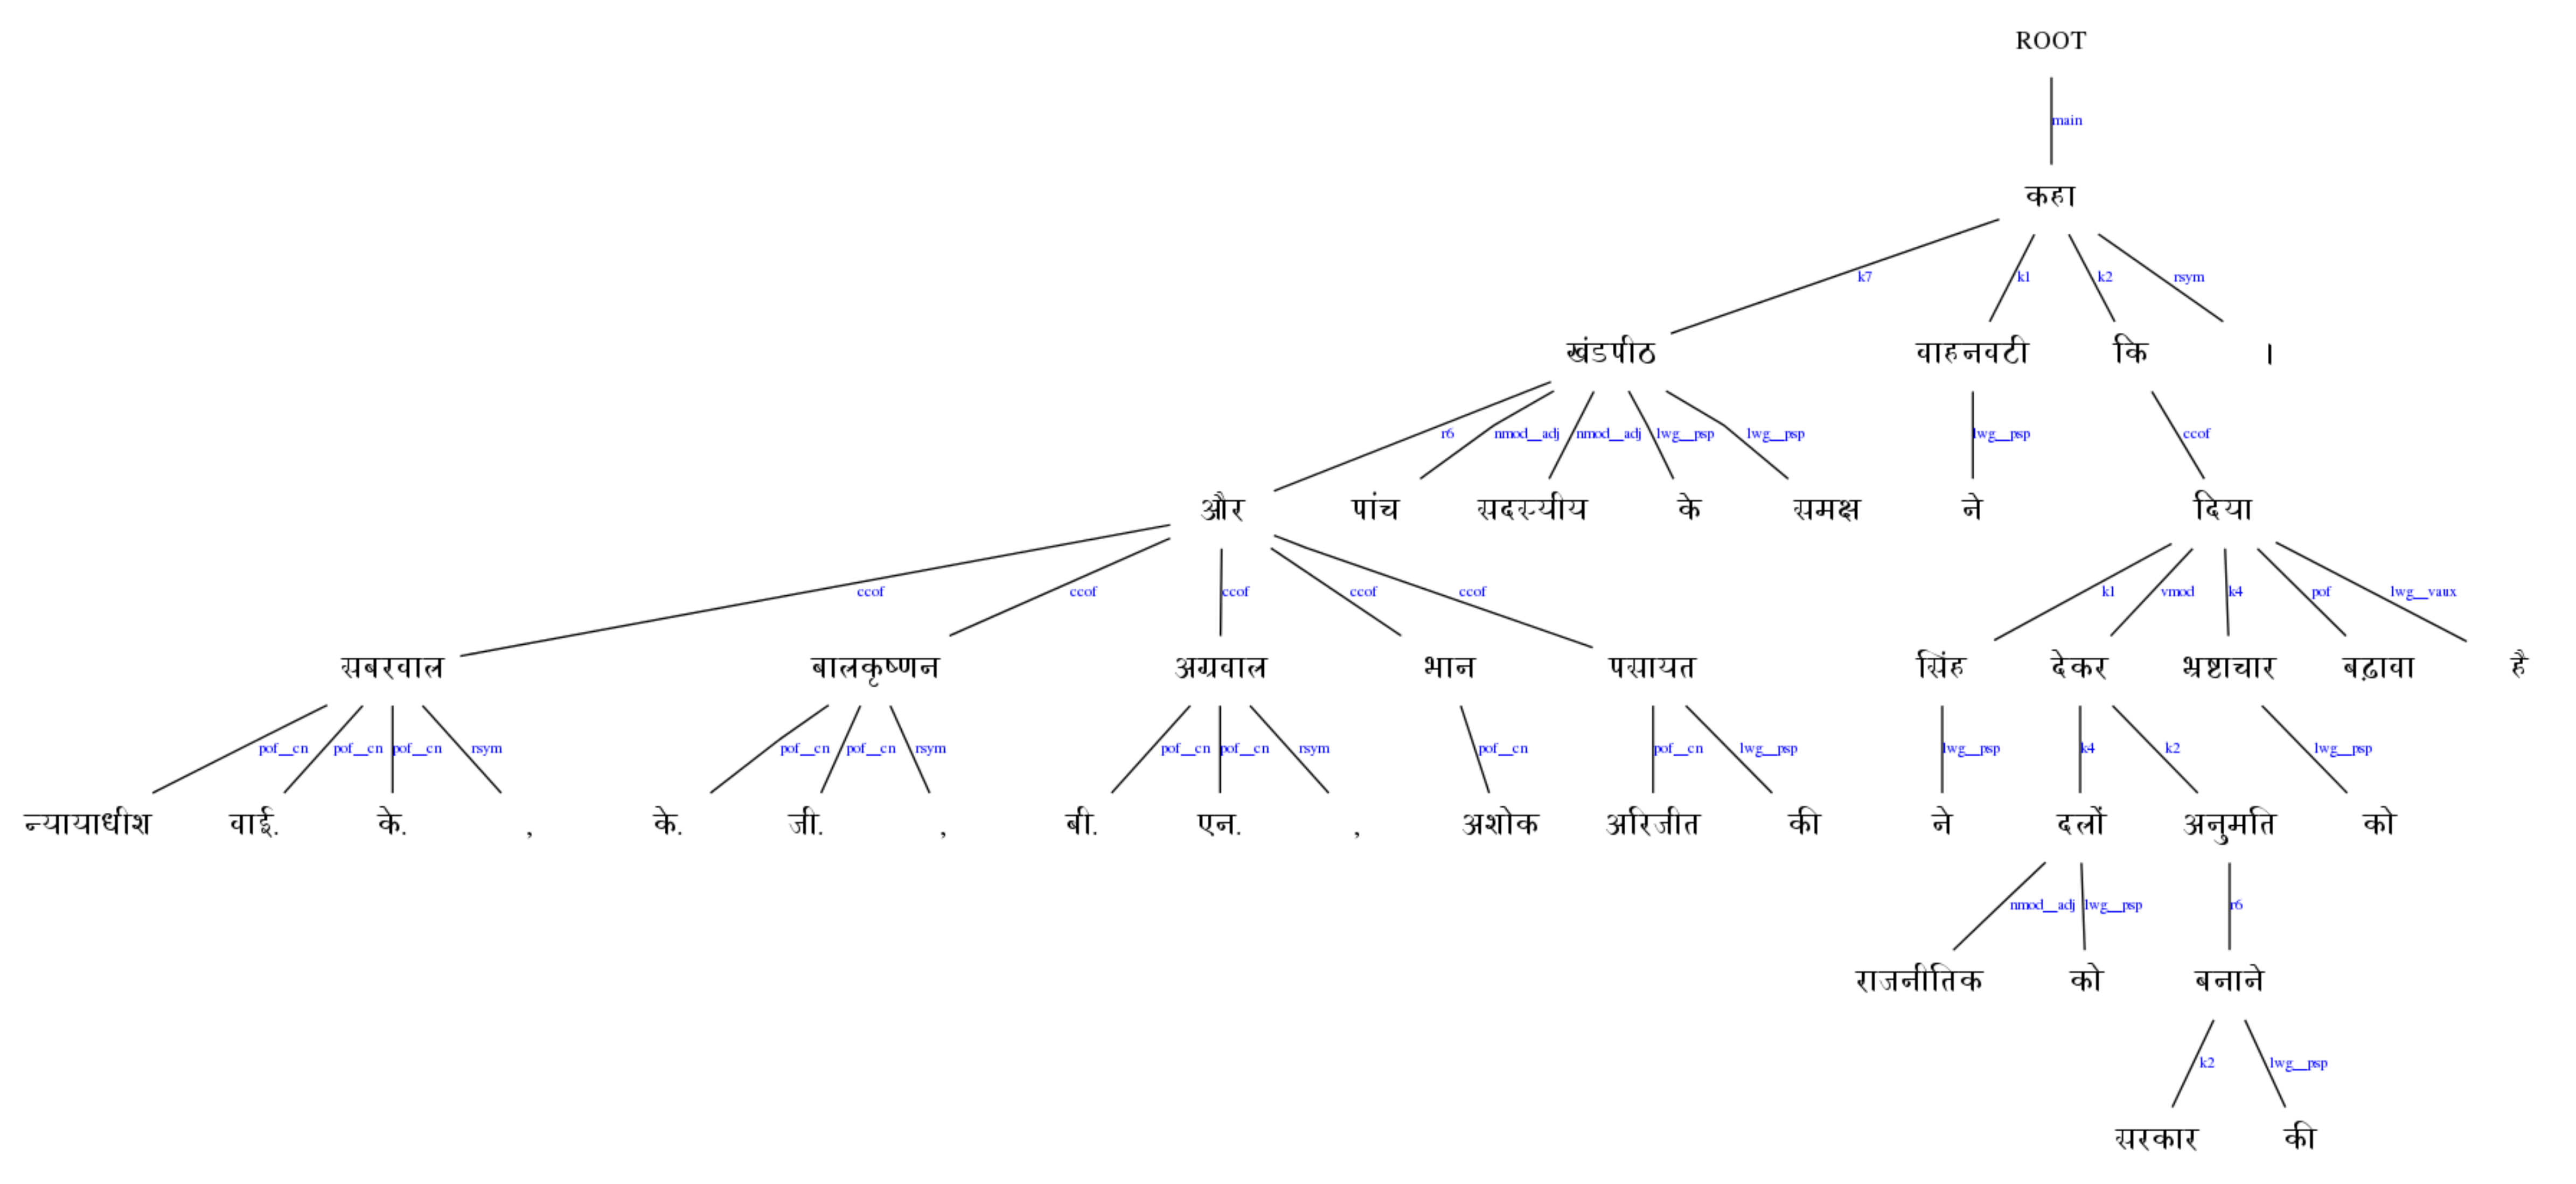 ROOT
main
कहा
k7 k1 k2 rsym
खंडपीठ वाहनवटी कि ।
r6 nmod__adj nmod__adj lwg__psp lwg__psp lwg__psp ccof
और पांच सदस्यीय के समक्ष ने दिया
ccof ccof ccof ccof ccof k1 vmod k4 pof lwg__vaux
सबरवाल बालकृष्णन अग्रवाल भान पसायत सिंह देकर भ्रष्टाचार बढ़ावा है
pof__cn pof__cn pof__cn rsym pof__cn pof__cn rsym pof__cn pof__cn rsym pof__cn pof__cn lwg__psp lwg__psp k4 k2 lwg__psp
न्यायाधीश वाई. के. , के. जी. , बी. एन. , अशोक अरिजीत की ने दलों अनुमति को
nmod__adj lwg__psp r6
राजनीतिक को बनाने
k2 lwg__psp
सरकार की